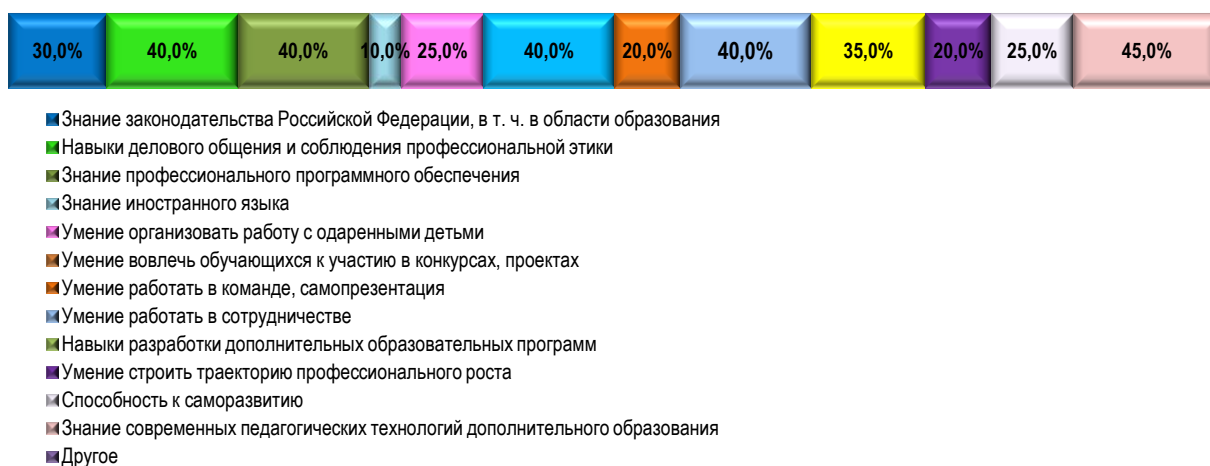 30,0% 40,0% 40,0% 10,0% 25,0% 40,0% 20,0% 40,0% 35,0% 20,0% 25,0% 45,0%
Знание законодательства Российской Федерации, в т. ч. в области образования
Навыки делового общения и соблюдения профессиональной этики
Знание профессионального программного обеспечения
Знание иностранного языка
Умение организовать работу с одаренными детьми
Умение вовлечь обучающихся к участию в конкурсах, проектах
Умение работать в команде, самопрезентация
Умение работать в сотрудничестве
Навыки разработки дополнительных образовательных программ
Умение строить траекторию профессионального роста
Способность к саморазвитию
Знание современных педагогических технологий дополнительного образования
Другое